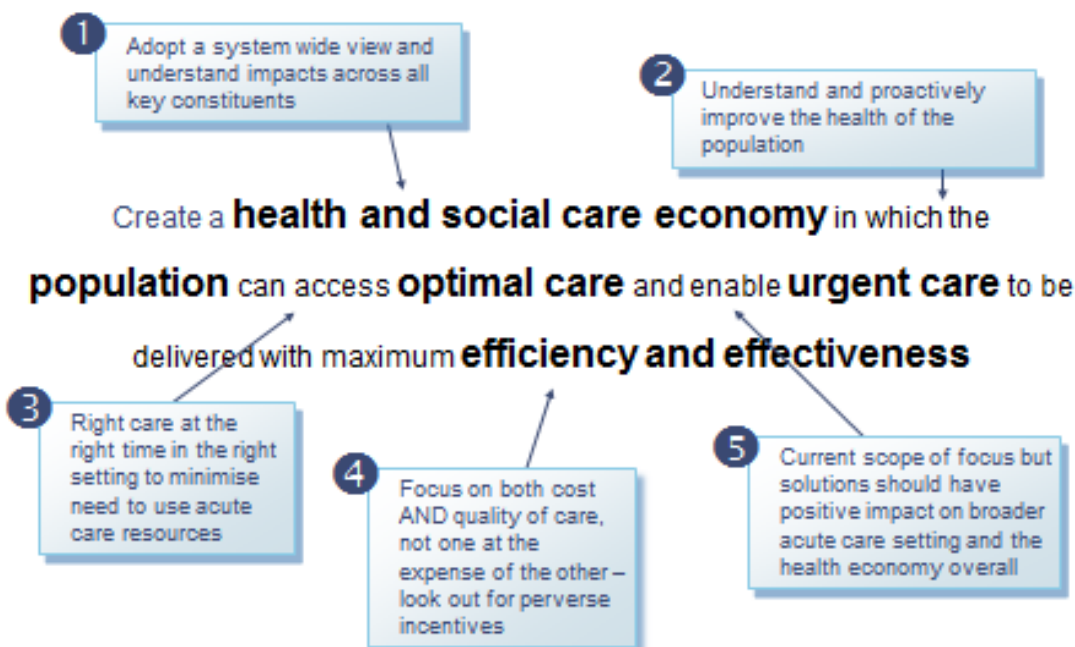 1
Adopt a system wide view and
understand impacts across all
key constituents
2
Understand and proactively
improve the health of the
population
Create a health and social care economy in which the
population can access optimal care and enable urgent care to be
delivered with maximum efficiency and effectiveness
3
Right care at the
right time in the right
setting to minimise
need to use acute
care resources
4
Focus on both cost
AND quality of care,
not one at the
expense of the other –
look out for perverse
incentives
5
Current scope of focus but
solutions should have
positive impact on broader
acute care setting and the
health economy overall